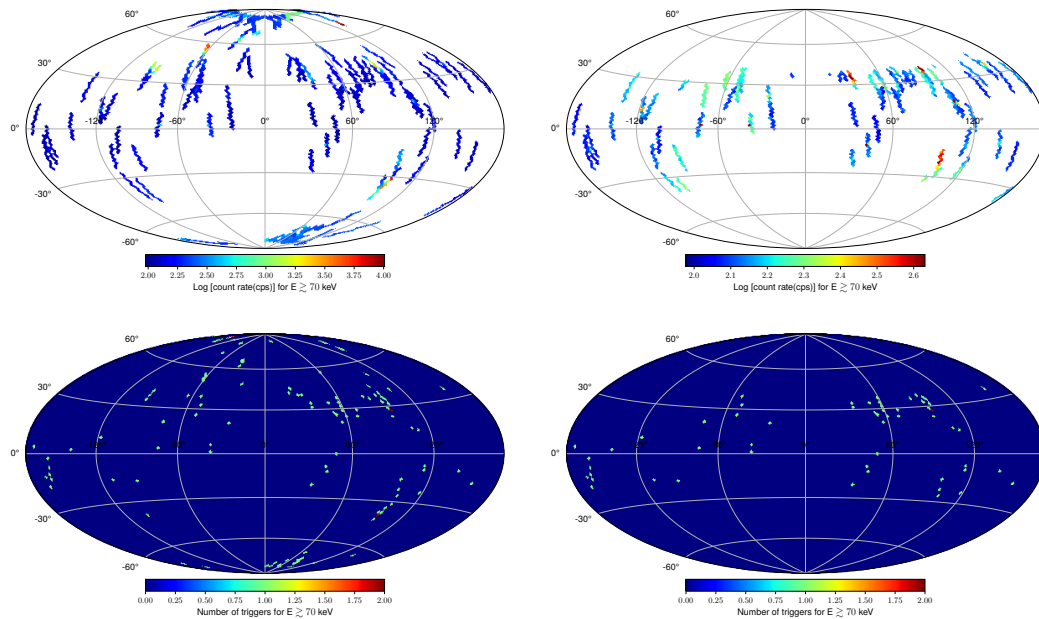 60° 60°
30° 30°
-120° -60° 0° 60° 120° -120° -60° 0° 60° 120°
0° 0°
-30° -30°
-60° -60°
2.00 2.25 2.50 2.75 3.00 3.25 3.50 3.75 4.00 2.0 2.1 2.2 2.3 2.4 2.5 2.6
Log [count rate(cps)] for E ≳ 70 keV Log [count rate(cps)] for E ≳ 70 keV
60° 60°
30° 30°
0° 0°
-30° -30°
-60° -60°
0.00 0.25 0.50 0.75 1.00 1.25 1.50 1.75 2.00 0.00 0.25 0.50 0.75 1.00 1.25 1.50 1.75 2.00
Number of triggers for E ≳ 70 keV Number of triggers for E ≳ 70 keV